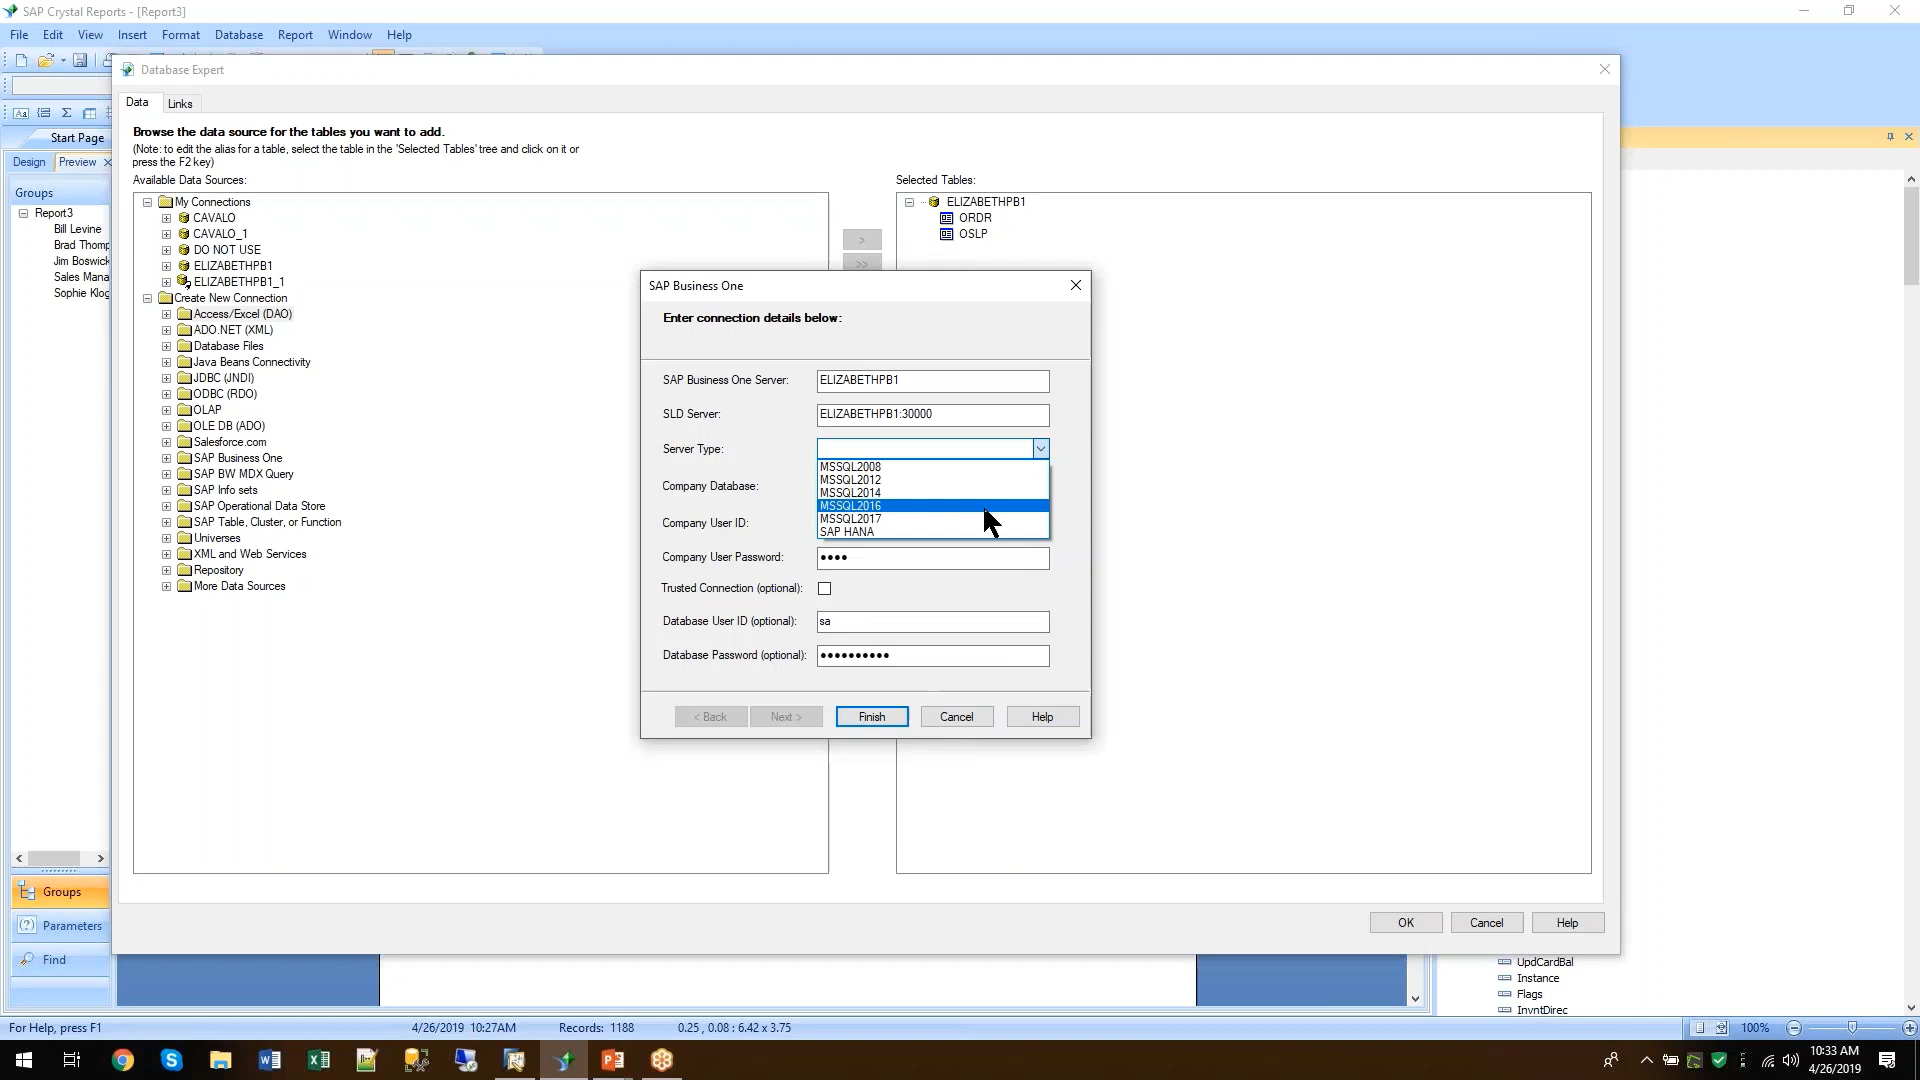 SAP Crystal Reports - [Report3]
File Edit View Insert Format Database Report Window Help
Database Expert
Start Page
Design Preview
Groups
Report3
Bill Levine
Brad Thomp
Jim Boswick
Sales Mana
Sophie Klog
Groups
Parameters
Find
Data Links
Browse the data source for the tables you want to add.
(Note: to edit the alias for a table, select the table in the 'Selected Tables' tree and click on it or
press the F2 key)
Available Data Sources:
My Connections
CAVALO
CAVALO_1
DO NOT USE
ELIZABETHPB1
ELIZABETHPB1_1
Create New Connection
Access/Excel (DAO)
ADO.NET (XML)
Database Files
Java Beans Connectivity
JDBC (JNDI)
ODBC (RDO)
OLAP
OLE DB (ADO)
Salesforce.com
SAP Business One
SAP BW MDX Query
SAP Info sets
SAP Operational Data Store
SAP Table, Cluster, or Function
Universes
XML and Web Services
Repository
More Data Sources
>
>>
Selected Tables:
ELIZABETHPB1
ORDR
OSLP
SAP Business One
Enter connection details below:
SAP Business One Server: ELIZABETHPB1
SLD Server: ELIZABETHPB1:30000
Server Type:
MSSQL2008
MSSQL2012
MSSQL2014
MSSQL2016
MSSQL2017
SAP HANA
Company Database:
Company User ID:
Company User Password: ••••
Trusted Connection (optional):
Database User ID (optional): sa
Database Password (optional): ••••••••••
< Back Next > Finish Cancel Help
OK Cancel Help
UpdCardBal
Instance
Flags
InvntDirec
For Help, press F1 4/26/2019 10:27AM Records: 1188 0.25 , 0.08 : 6.42 x 3.75 100%
10:33 AM
4/26/2019